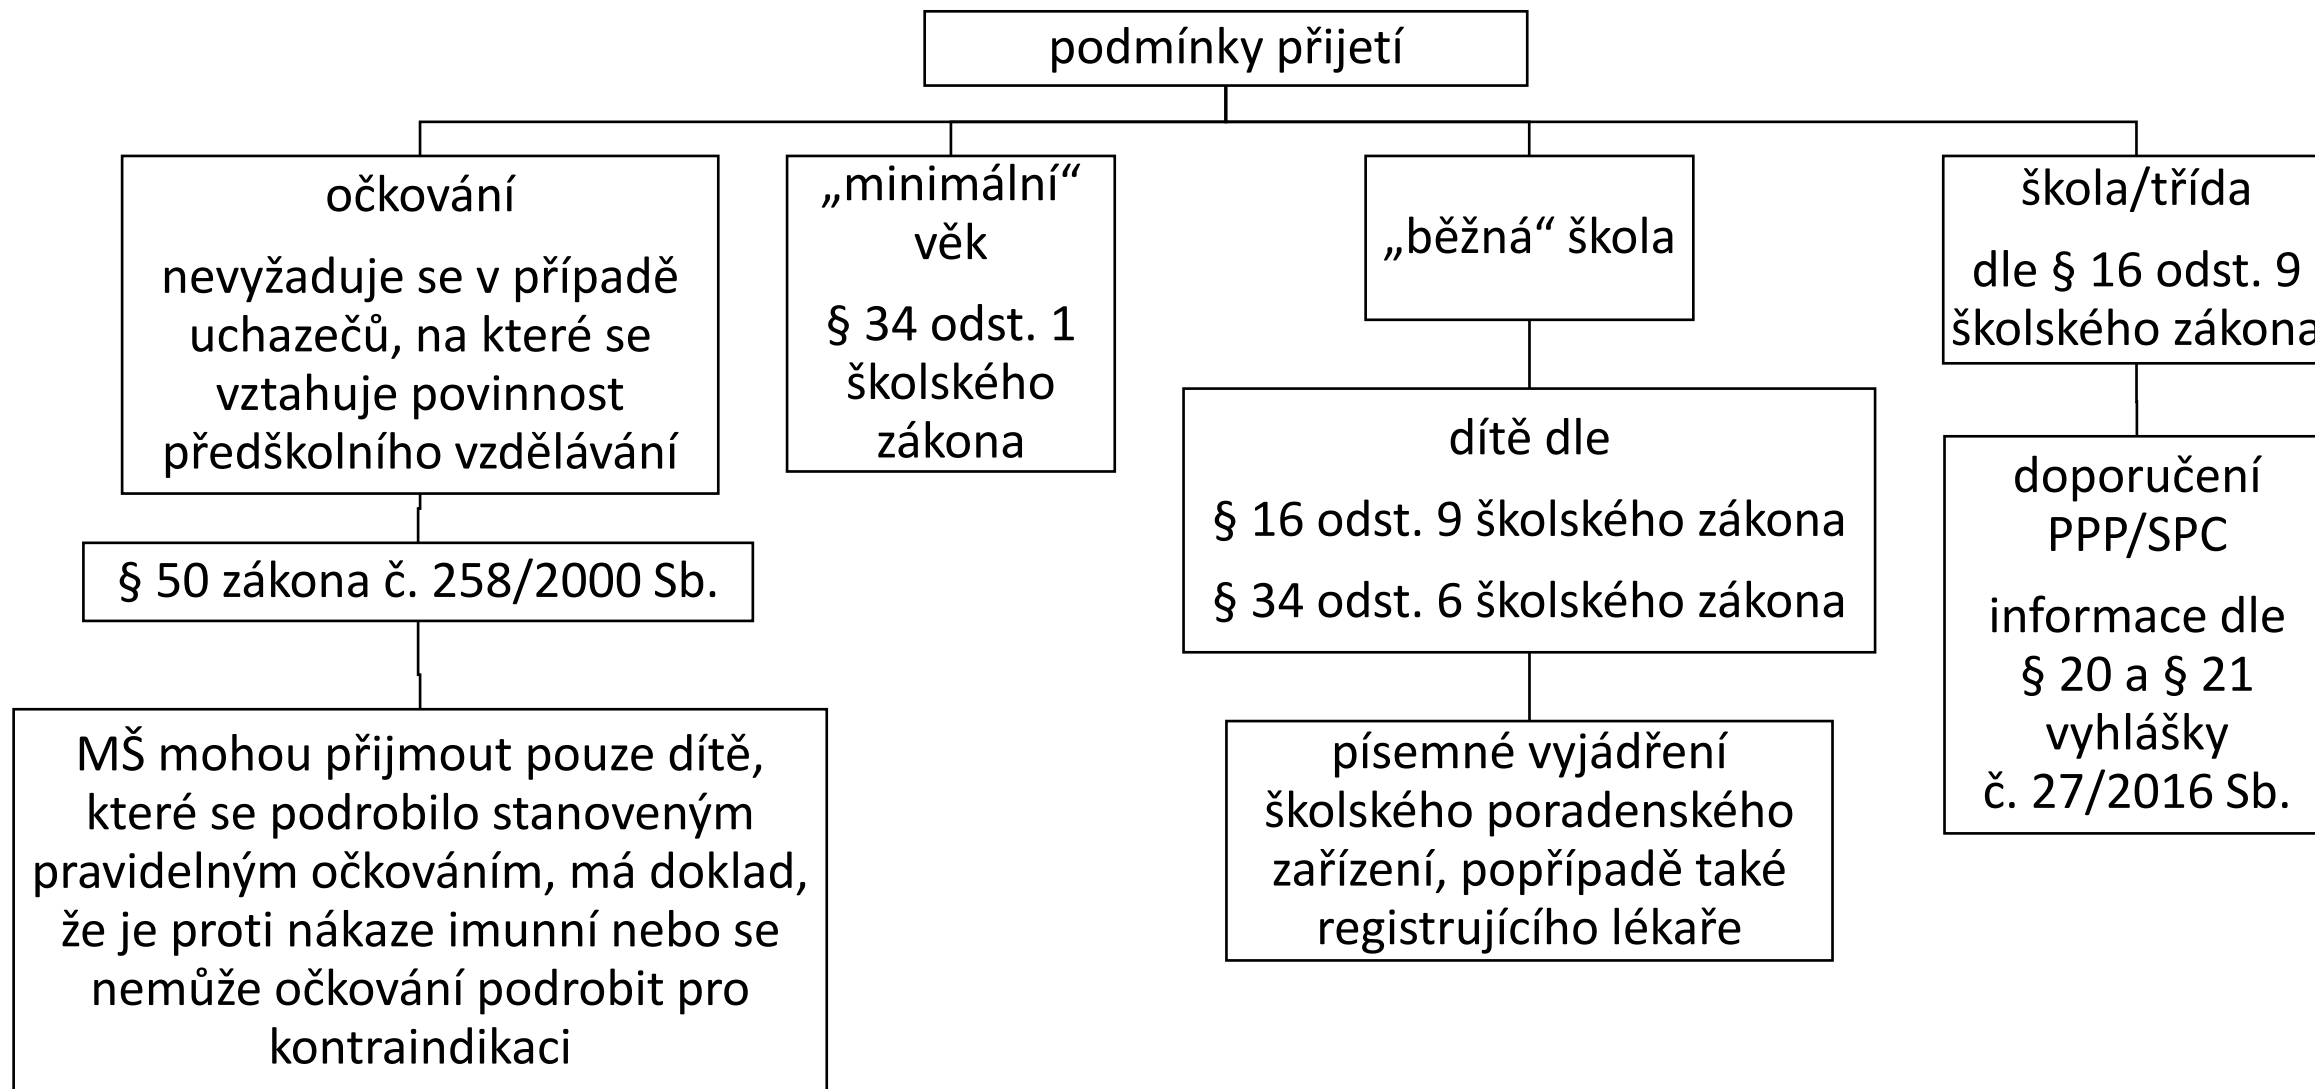 podmínky přijetí
očkování
nevyžaduje se v případě
uchazečů, na které se
vztahuje povinnost
předškolního vzdělávání
§ 50 zákona č. 258/2000 Sb.
MŠ mohou přijmout pouze dítě,
které se podrobilo stanoveným
pravidelným očkováním, má doklad,
že je proti nákaze imunní nebo se
nemůže očkování podrobit pro
kontraindikaci
„minimální“
věk
§ 34 odst. 1
školského
zákona
„běžná“ škola
dítě dle
§ 16 odst. 9 školského zákona
§ 34 odst. 6 školského zákona
písemné vyjádření
školského poradenského
zařízení, popřípadě také
registrujícího lékaře
škola/třída
dle § 16 odst. 9
školského zákona
doporučení
PPP/SPC
informace dle
§ 20 a § 21
vyhlášky
č. 27/2016 Sb.